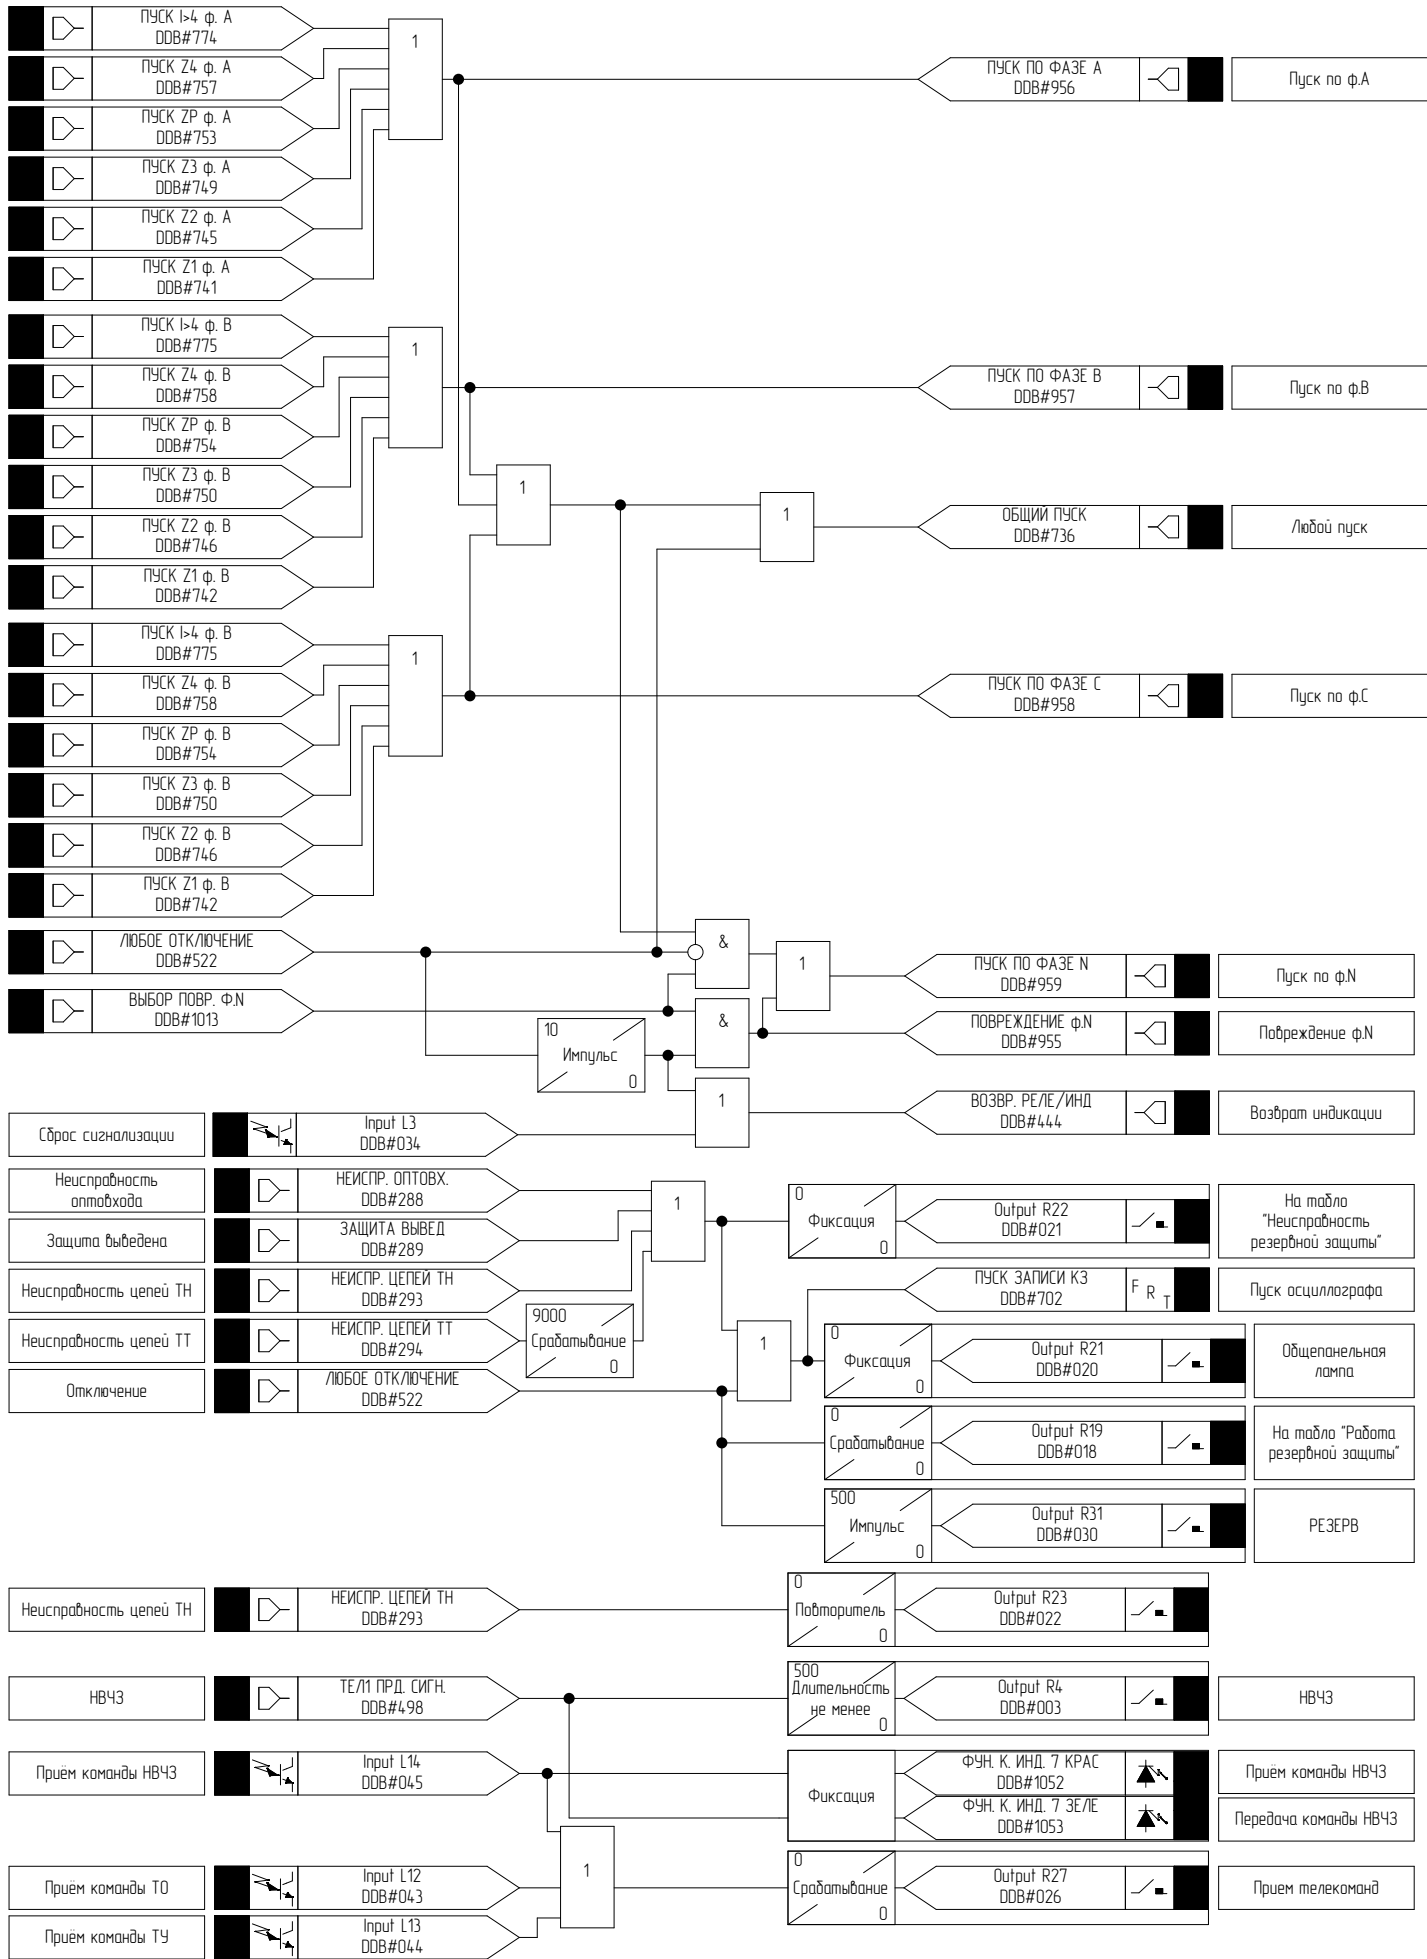 ПУСК I>4 ф. А
DDB#774
1
ПУСК Z4 ф. А
DDB#757
ПУСК ПО ФАЗЕ А
DDB#956
Пуск по ф.А
ПУСК ZP ф. А
DDB#753
ПУСК Z3 ф. А
DDB#749
ПУСК Z2 ф. А
DDB#745
ПУСК Z1 ф. А
DDB#741
ПУСК I>4 ф. В
DDB#775
1
ПУСК Z4 ф. В
DDB#758
ПУСК ПО ФАЗЕ В
DDB#957
Пуск по ф.В
ПУСК ZP ф. В
DDB#754
ПУСК Z3 ф. В
DDB#750
1
1
ПУСК Z2 ф. В
DDB#746
ОБЩИЙ ПУСК
DDB#736
Любой пуск
ПУСК Z1 ф. В
DDB#742
ПУСК I>4 ф. В
DDB#775
1
ПУСК Z4 ф. В
DDB#758
ПУСК ПО ФАЗЕ С
DDB#958
Пуск по ф.С
ПУСК ZP ф. В
DDB#754
ПУСК Z3 ф. В
DDB#750
ПУСК Z2 ф. В
DDB#746
ПУСК Z1 ф. В
DDB#742
ЛЮБОЕ ОТКЛЮЧЕНИЕ
DDB#522
&
1
ПУСК ПО ФАЗЕ N
DDB#959
Пуск по ф.N
ВЫБОР ПОВР. Ф.N
DDB#1013
10
Импульс
0
&
ПОВРЕЖДЕНИЕ ф.N
DDB#955
Повреждение ф.N
1
ВОЗВР. РЕЛЕ/ИНД
DDB#444
Возврат индикации
Сброс сигнализации
Input L3
DDB#034
Неисправность
оптовхода
НЕИСПР. ОПТОВХ.
DDB#288
1
0
Фиксация
0
Output R22
DDB#021
На табло
"Неисправность
резервной защиты"
Защита выведена
ЗАЩИТА ВЫВЕД
DDB#289
Неисправность цепей ТН
НЕИСПР. ЦЕПЕЙ ТН
DDB#293
ПУСК ЗАПИСИ КЗ
DDB#702
F R T
Пуск осциллографа
Неисправность цепей ТТ
НЕИСПР. ЦЕПЕЙ ТТ
DDB#294
9000
Срабатывание
0
1
0
Фиксация
0
Output R21
DDB#020
Общепанельная
лампа
Отключение
ЛЮБОЕ ОТКЛЮЧЕНИЕ
DDB#522
0
Срабатывание
0
Output R19
DDB#018
На табло "Работа
резервной защиты"
500
Импульс
0
Output R31
DDB#030
РЕЗЕРВ
Неисправность цепей ТН
НЕИСПР. ЦЕПЕЙ ТН
DDB#293
0
Повторитель
0
Output R23
DDB#022
НВЧЗ
ТЕЛ1 ПРД. СИГН.
DDB#498
500
Длительность
не менее
0
Output R4
DDB#003
НВЧЗ
Приём команды НВЧЗ
Input L14
DDB#045
Фиксация
ФУН. К. ИНД. 7 КРАС
DDB#1052
Приём команды НВЧЗ
ФУН. К. ИНД. 7 ЗЕЛЕ
DDB#1053
Передача команды НВЧЗ
Приём команды ТО
Input L12
DDB#043
1
0
Срабатывание
0
Output R27
DDB#026
Прием телекоманд
Приём команды ТУ
Input L13
DDB#044